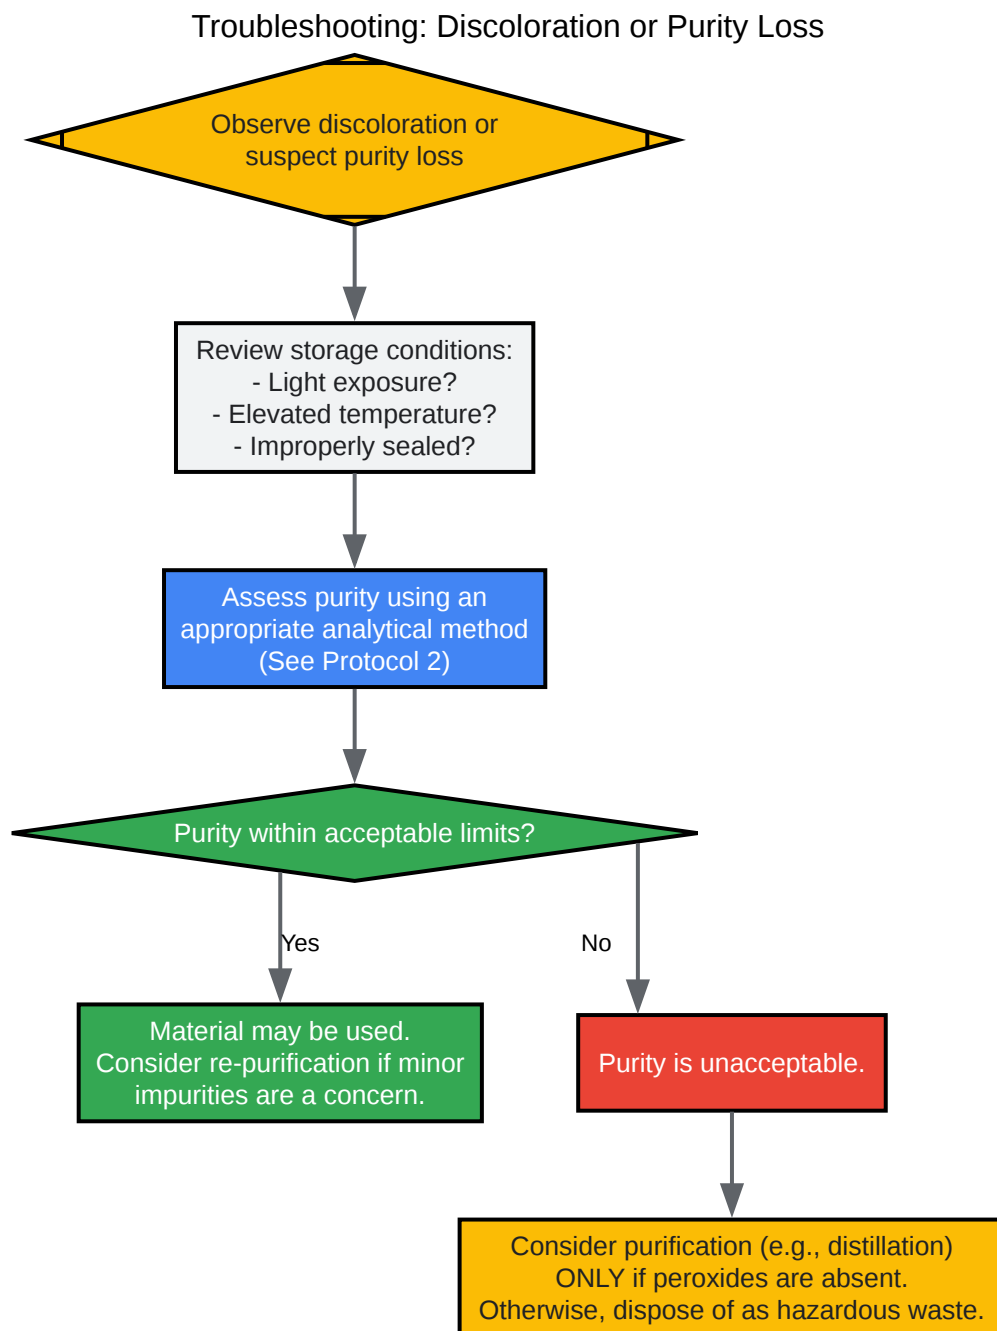 Troubleshooting: Discoloration or Purity Loss
Observe discoloration or
suspect purity loss
Review storage conditions:
- Light exposure?
- Elevated temperature?
- Improperly sealed?
Assess purity using an
appropriate analytical method
(See Protocol 2)
Purity within acceptable limits?
Yes
No
Material may be used.
Consider re-purification if minor
impurities are a concern.
Purity is unacceptable.
Consider purification (e.g., distillation)
ONLY if peroxides are absent.
Otherwise, dispose of as hazardous waste.